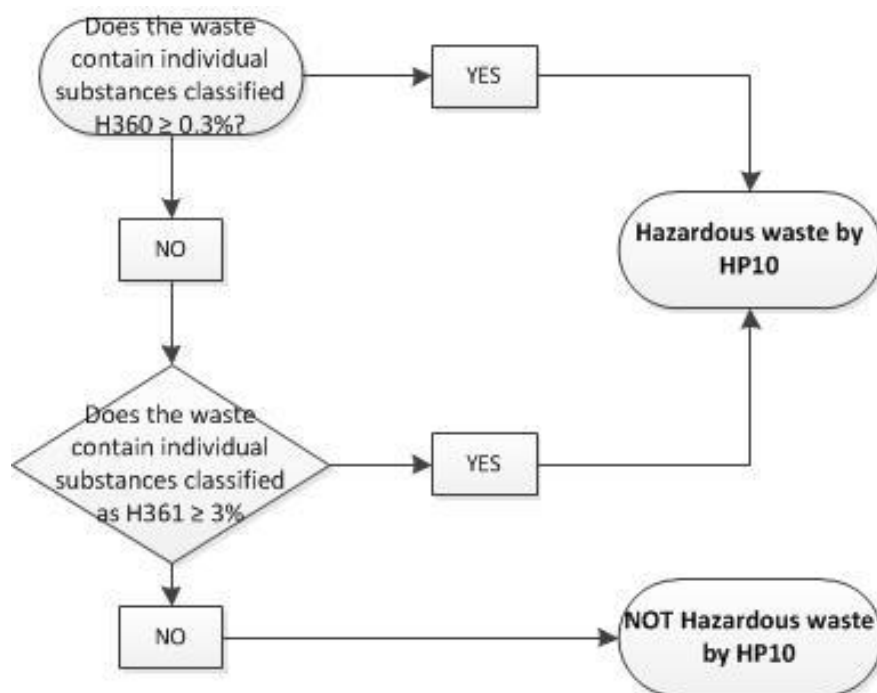 Does the waste
contain individual
substances classified
H360 ≥ 0.3%?
YES
NO
Hazardous waste by
HP10
Does the waste
contain individual
substances classified
as H361 ≥ 3%
YES
NO
NOT Hazardous waste
by HP10